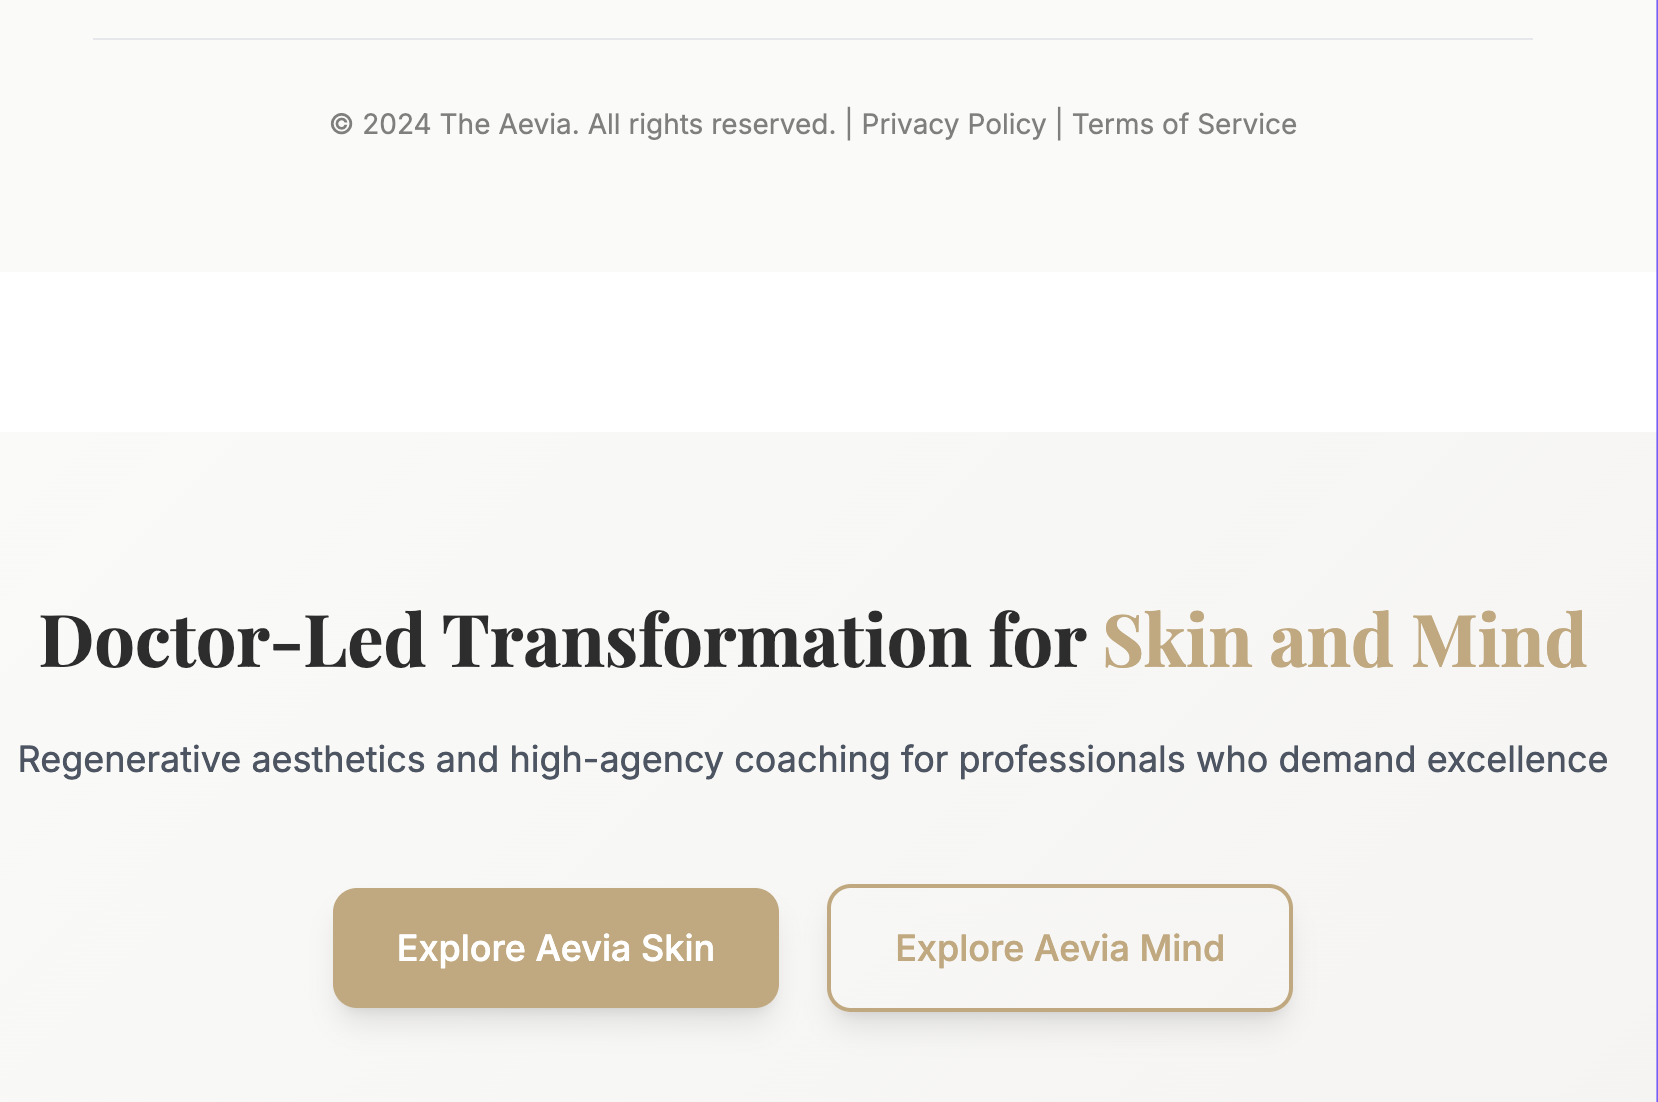 © 2024 The Aevia. All rights reserved. | Privacy Policy | Terms of Service
Doctor-Led Transformation for Skin and Mind
Regenerative aesthetics and high-agency coaching for professionals who demand excellence
Explore Aevia Skin
Explore Aevia Mind